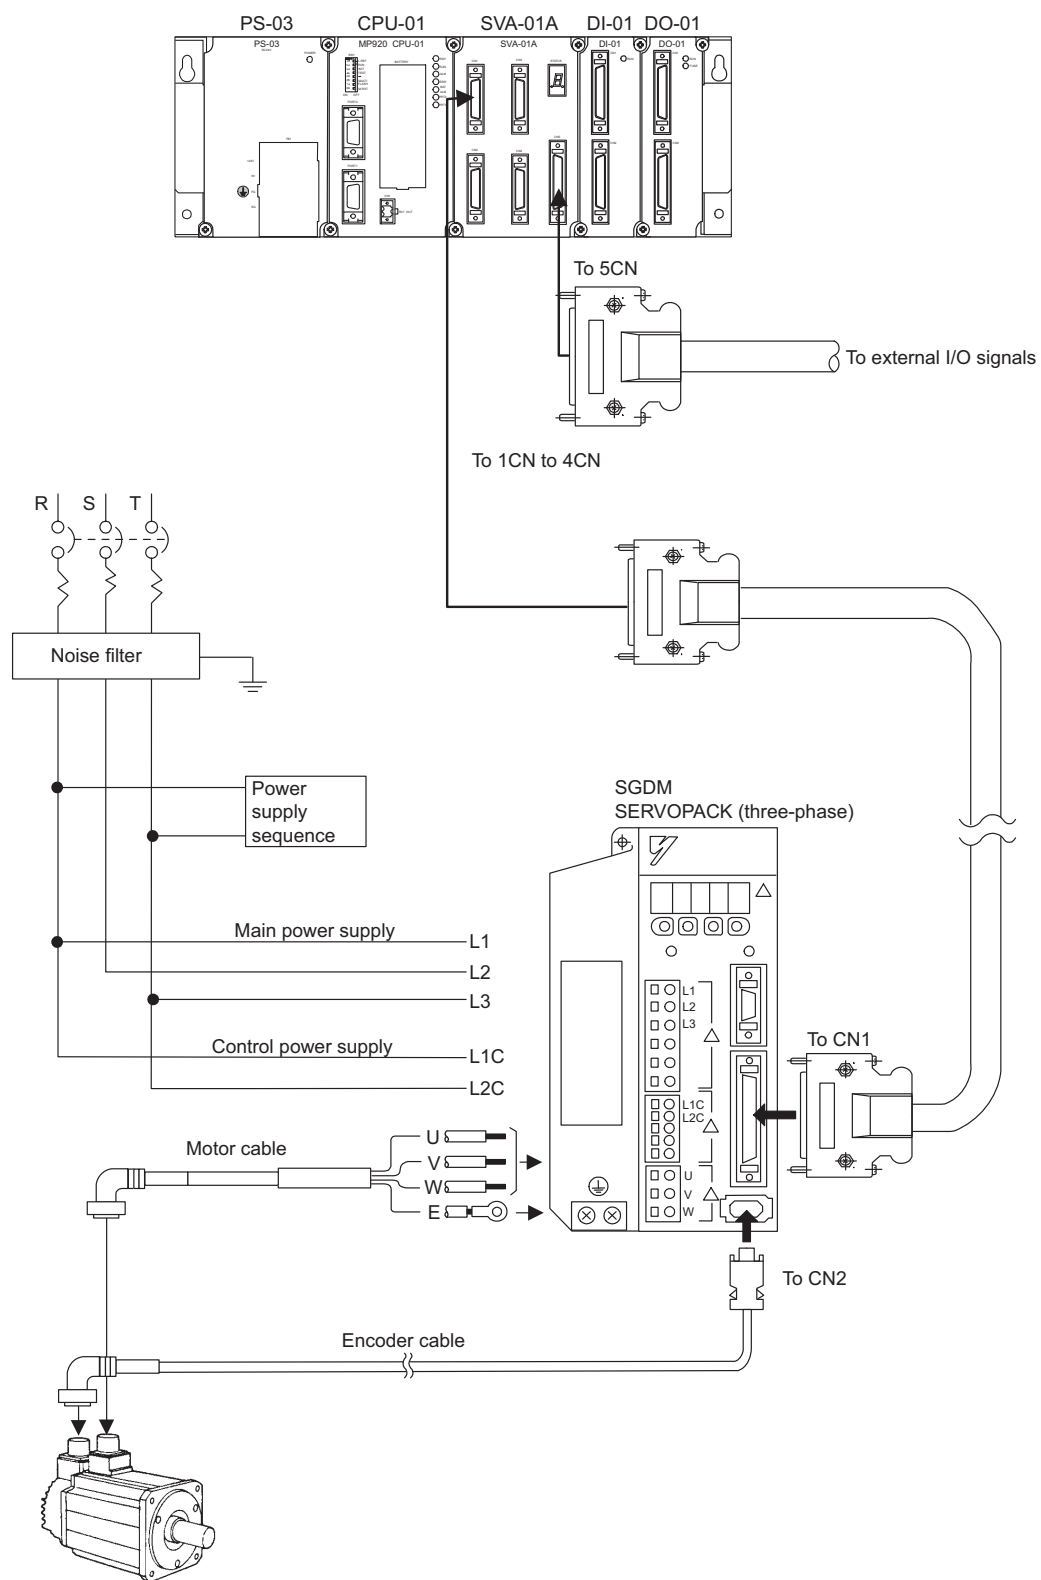 PS-03 CPU-01 SVA-01A DI-01 DO-01
PS-03 MP920 CPU-01 SVA-01A DI-01 DO-01
To 5CN
To external I/O signals
To 1CN to 4CN
R S T
Noise filter
Power
supply
sequence
SGDM
SERVOPACK (three-phase)
Main power supply
L1
L2
L3
Control power supply
L1C
L2C
L1
L2
L3
L1C
L2C
U
V
W
To CN1
Motor cable
U
V
W
E
To CN2
Encoder cable